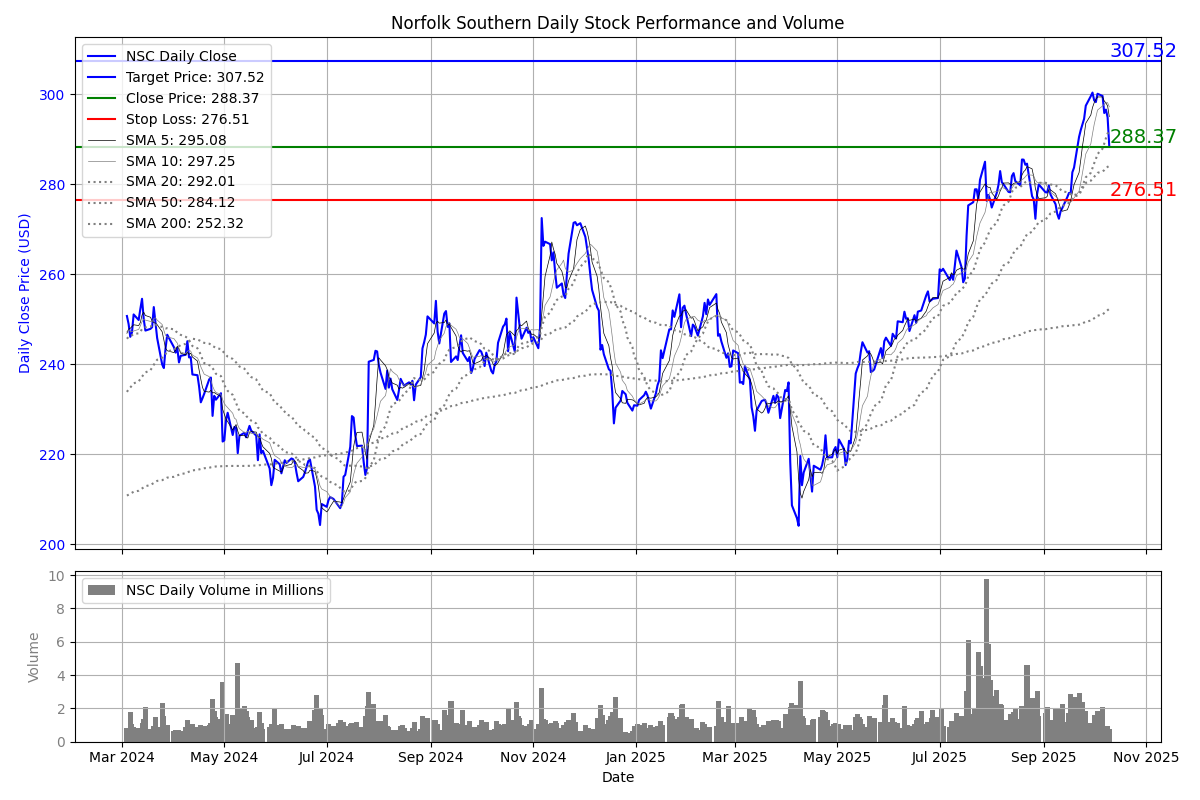 Norfolk Southern Daily Stock Performance and Volume
NSC Daily Close
Target Price: 307.52
Close Price: 288.37
Stop Loss: 276.51
SMA 5: 295.08
SMA 10: 297.25
SMA 20: 292.01
SMA 50: 284.12
SMA 200: 252.32
307.52
288.37
276.51
300
280
260
240
220
200
Daily Close Price (USD)
NSC Daily Volume in Millions
10
8
6
4
2
0
Volume
Mar 2024 May 2024 Jul 2024 Sep 2024 Nov 2024 Jan 2025 Mar 2025 May 2025 Jul 2025 Sep 2025 Nov 2025
Date